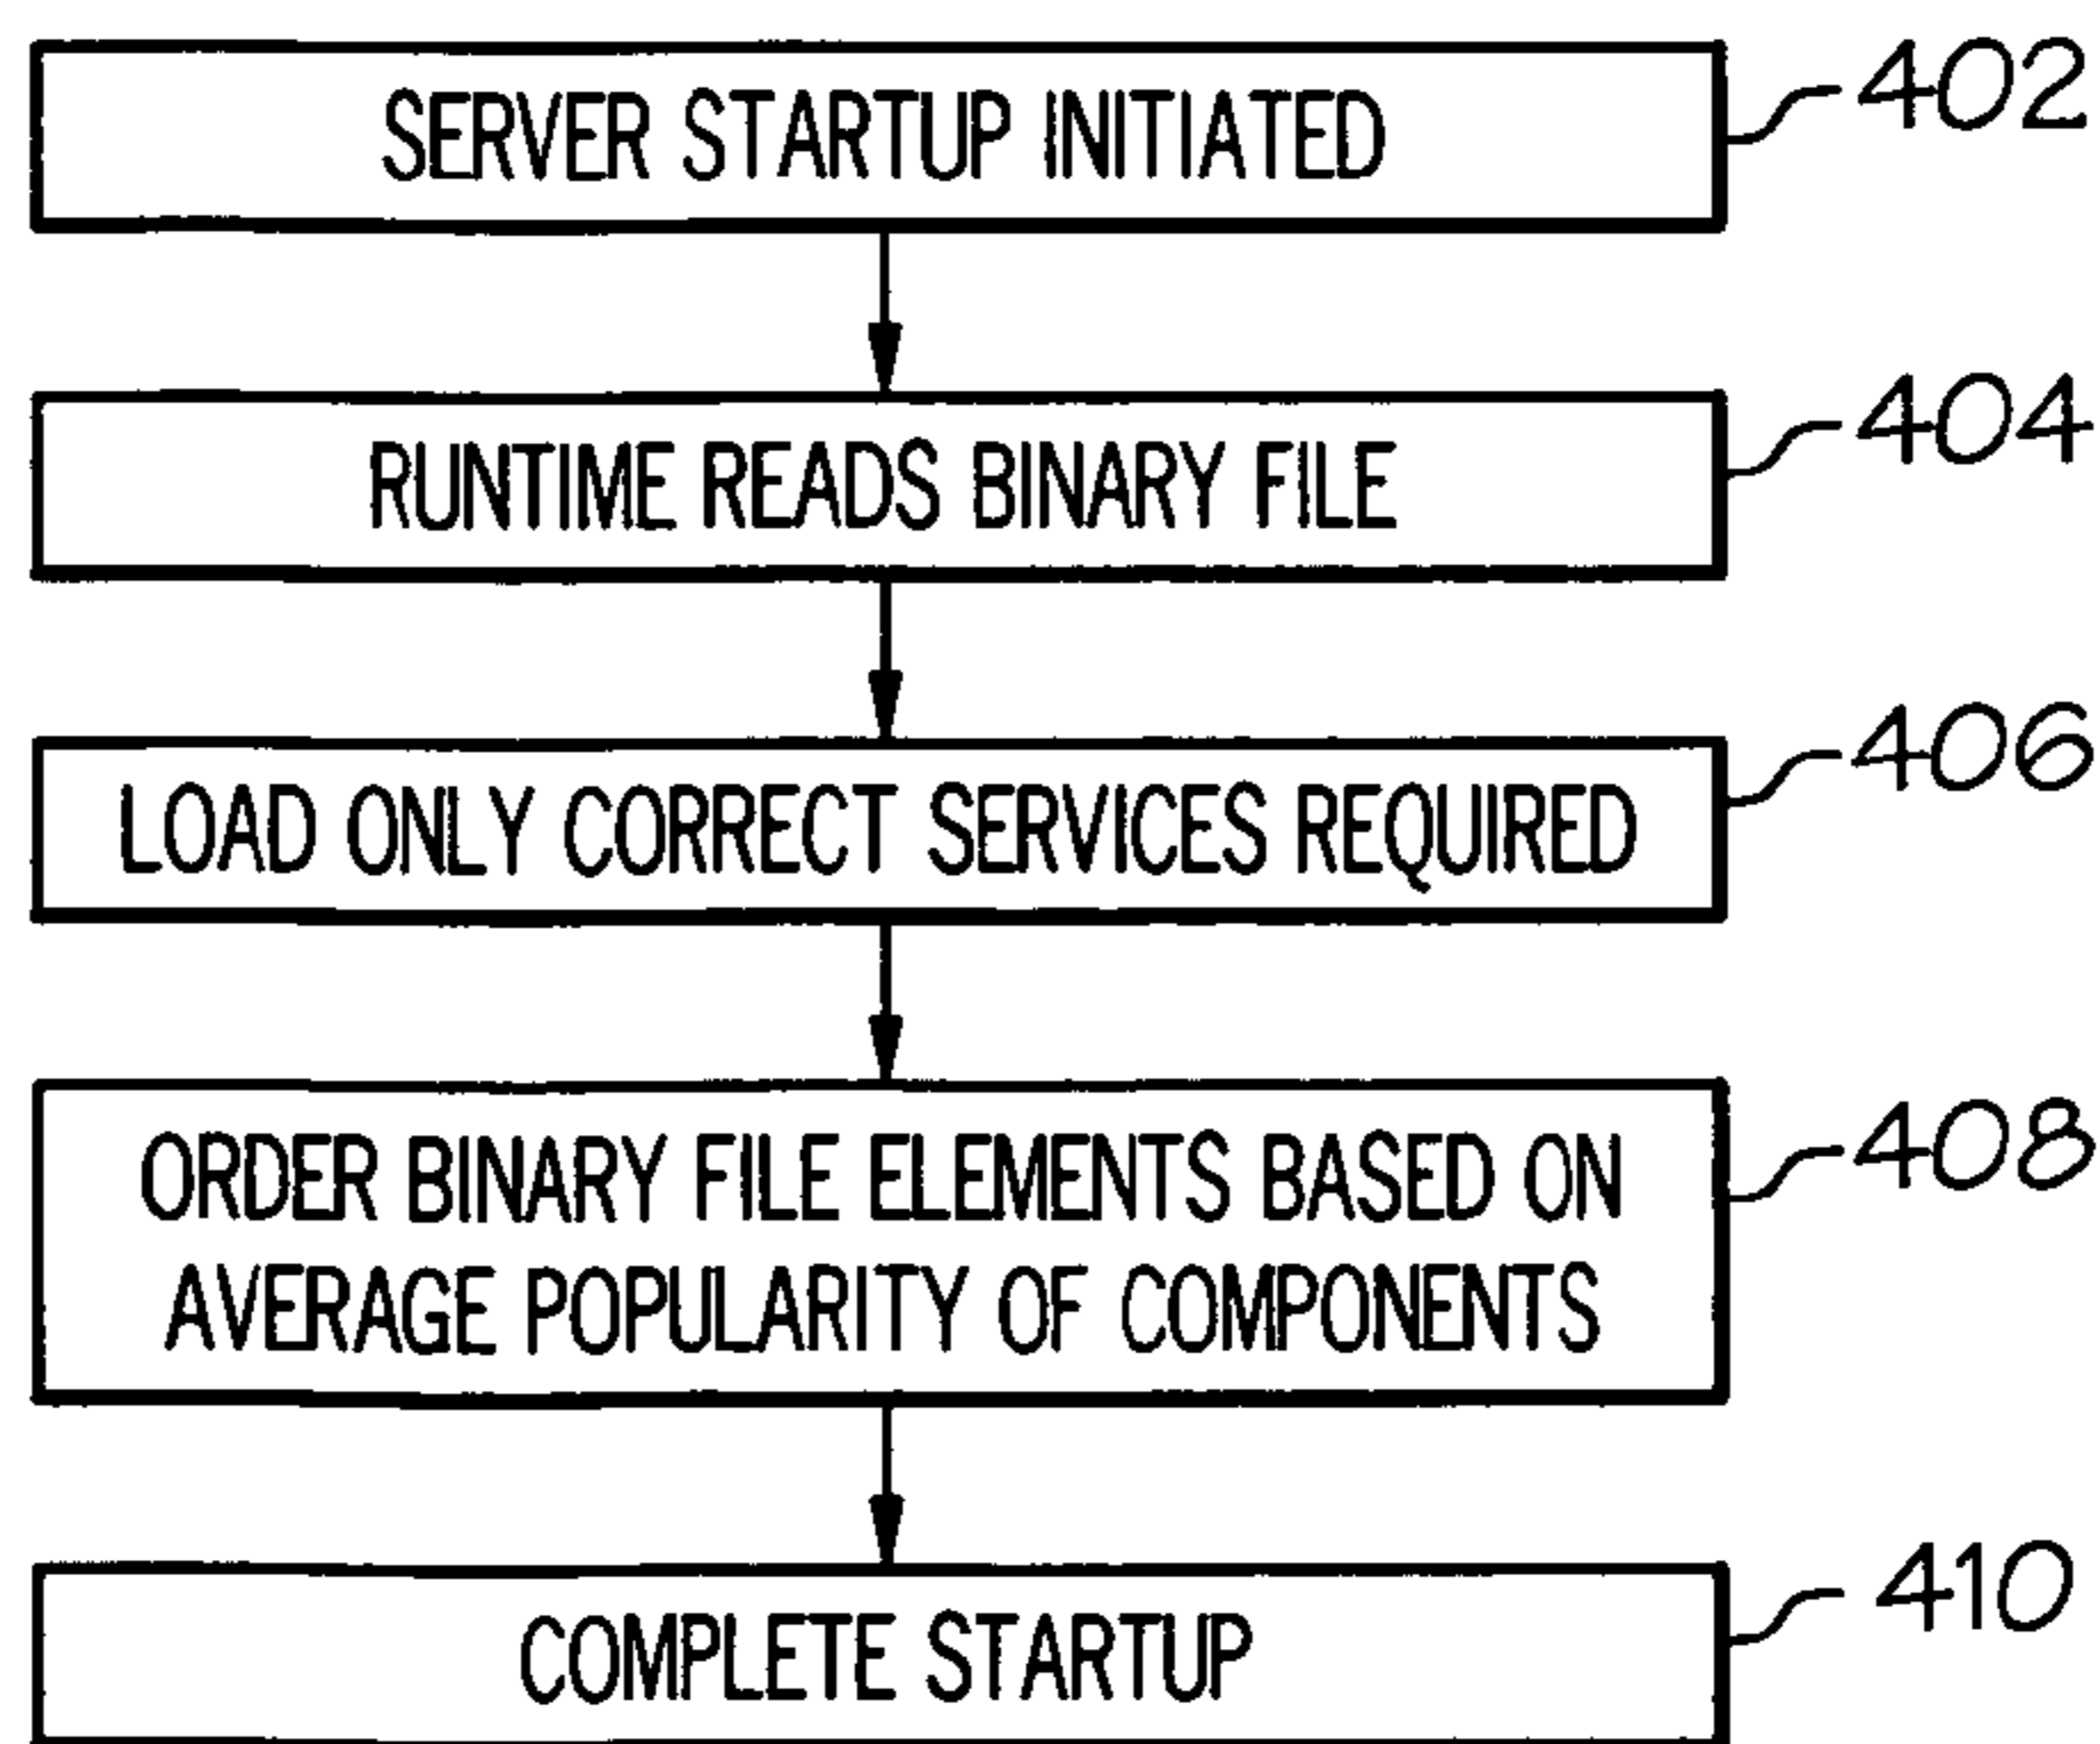 SERVER STARTUP INITIATED 402
RUNTIME READS BINARY FILE 404
LOAD ONLY CORRECT SERVICES REQUIRED 406
ORDER BINARY FILE ELEMENTS BASED ON 408
AVERAGE POPULARITY OF COMPONENTS
COMPLETE STARTUP 410